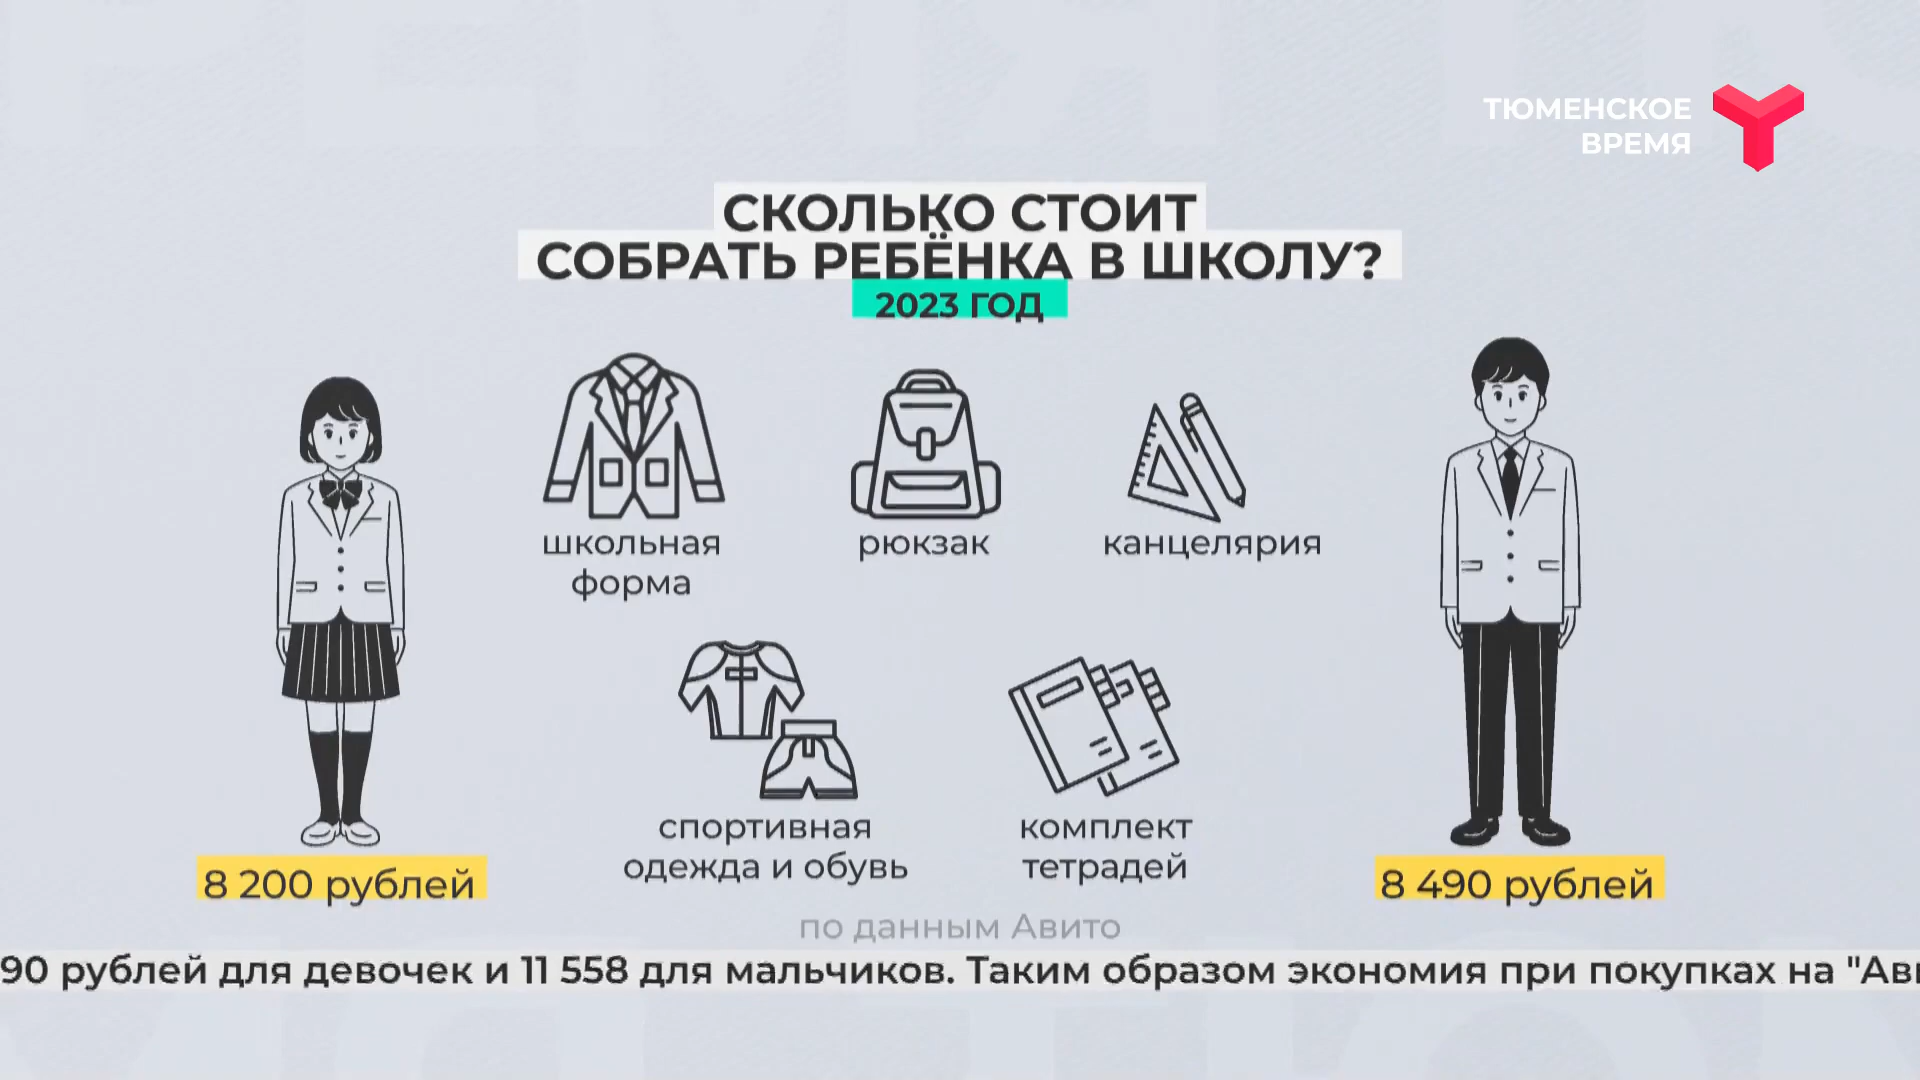 ТЮМЕНСКОЕ
ВРЕМЯ
СКОЛЬКО СТОИТ
СОБРАТЬ РЕБЁНКА В ШКОЛУ?
2023 ГОД
школьная
форма
рюкзак
канцелярия
спортивная
одежда и обувь
комплект
тетрадей
8 200 рублей
8 490 рублей
по данным Авито
90 рублей для девочек и 11 558 для мальчиков. Таким образом экономия при покупках на "Ави